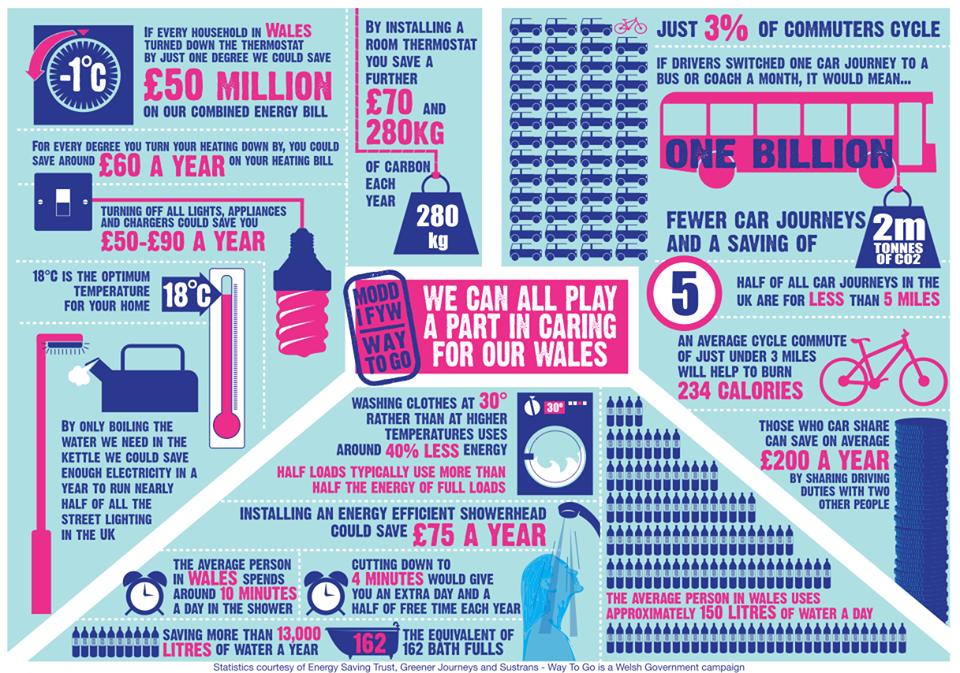 -1°C
IF EVERY HOUSEHOLD IN WALES
TURNED DOWN THE THERMOSTAT
BY JUST ONE DEGREE WE COULD SAVE
£50 MILLION
ON OUR COMBINED ENERGY BILL
FOR EVERY DEGREE YOU TURN YOUR HEATING DOWN BY, YOU COULD
SAVE AROUND £60 A YEAR ON YOUR HEATING BILL
TURNING OFF ALL LIGHTS, APPLIANCES
AND CHARGERS COULD SAVE YOU
£50-£90 A YEAR
18°C IS THE OPTIMUM
TEMPERATURE
FOR YOUR HOME
18°C
BY ONLY BOILING THE
WATER WE NEED IN THE
KETTLE WE COULD SAVE
ENOUGH ELECTRICITY IN A
YEAR TO RUN NEARLY
HALF OF ALL THE
STREET LIGHTING
IN THE UK
BY INSTALLING A
ROOM THERMOSTAT
YOU SAVE A
FURTHER
£70 AND
280KG
OF CARBON
EACH
YEAR
280
kg
JUST 3% OF COMMUTERS CYCLE
IF DRIVERS SWITCHED ONE CAR JOURNEY TO A
BUS OR COACH A MONTH, IT WOULD MEAN...
ONE BILLION
FEWER CAR JOURNEYS
AND A SAVING OF
2m
TONNES
OF CO2
5
HALF OF ALL CAR JOURNEYS IN THE
UK ARE FOR LESS THAN 5 MILES
AN AVERAGE CYCLE COMMUTE
OF JUST UNDER 3 MILES
WILL HELP TO BURN
234 CALORIES
THOSE WHO CAR SHARE
CAN SAVE ON AVERAGE
£200 A YEAR
BY SHARING DRIVING
DUTIES WITH TWO
OTHER PEOPLE
MODD
I FYW
WAY
TO GO
WE CAN ALL PLAY
A PART IN CARING
FOR OUR WALES
WASHING CLOTHES AT 30°
RATHER THAN AT HIGHER
TEMPERATURES USES
AROUND 40% LESS ENERGY
HALF LOADS TYPICALLY USE MORE THAN
HALF THE ENERGY OF FULL LOADS
30°
INSTALLING AN ENERGY EFFICIENT SHOWERHEAD
COULD SAVE £75 A YEAR
THE AVERAGE PERSON
IN WALES SPENDS
AROUND 10 MINUTES
A DAY IN THE SHOWER
CUTTING DOWN TO
4 MINUTES WOULD GIVE
YOU AN EXTRA DAY AND A
HALF OF FREE TIME EACH YEAR
SAVING MORE THAN 13,000
LITRES OF WATER A YEAR
162
THE EQUIVALENT OF
162 BATH FULLS
THE AVERAGE PERSON IN WALES USES
APPROXIMATELY 150 LITRES OF WATER A DAY
Statistics courtesy of Energy Saving Trust, Greener Journeys and Sustrans - Way To Go is a Welsh Government campaign